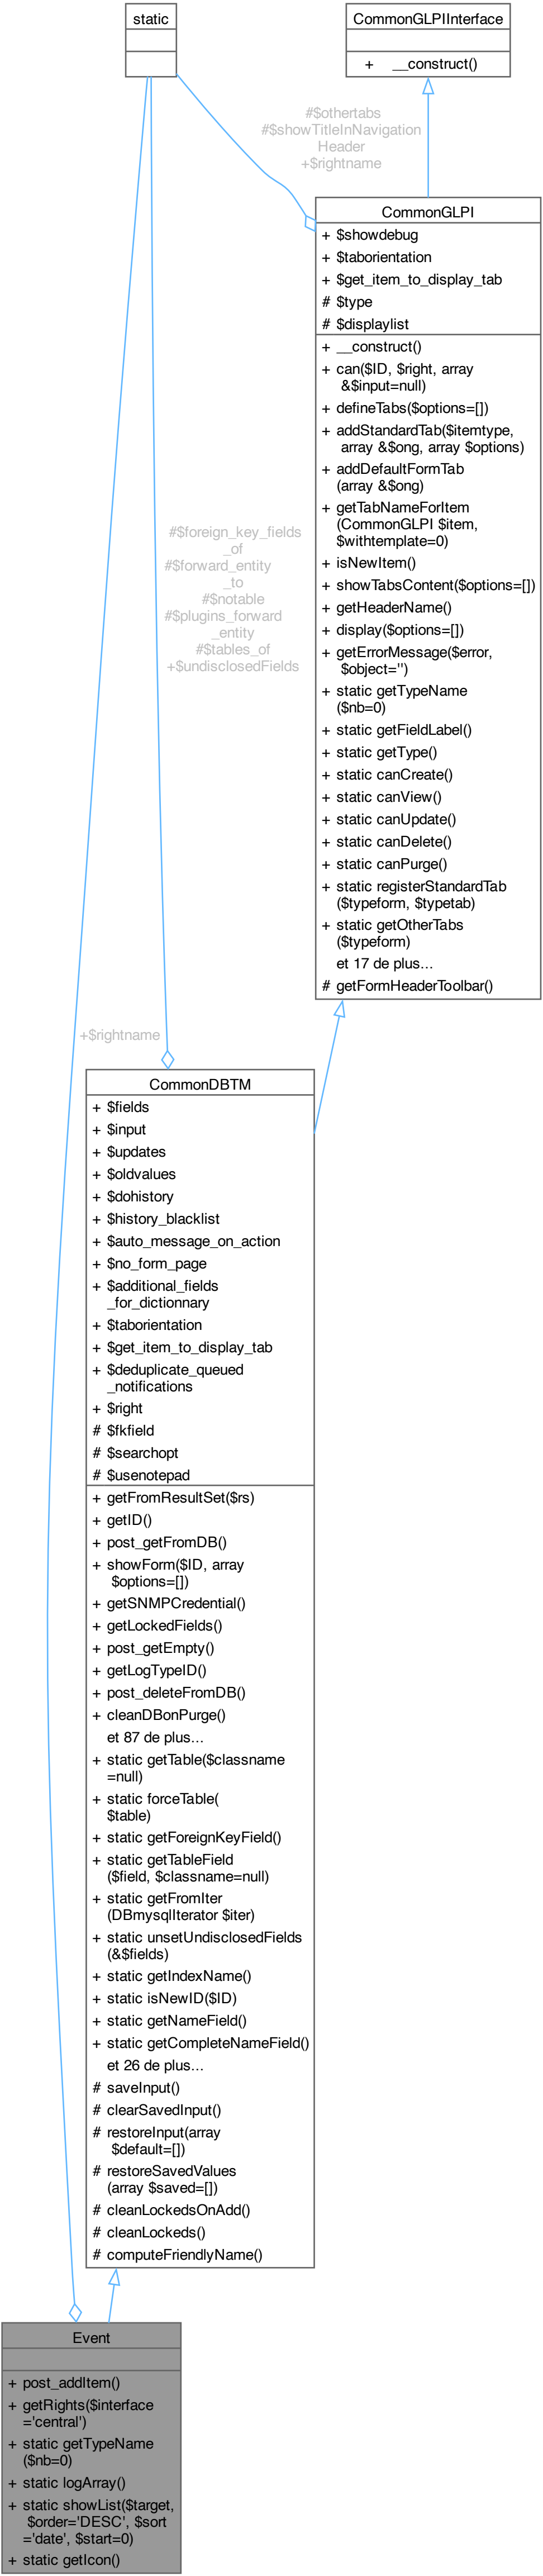 static
CommonGLPIInterface
+ __construct()
#$othertabs
#$showTitleInNavigation
Header
+$rightname
CommonGLPI
+ $showdebug
+ $taborientation
+ $get_item_to_display_tab
# $type
# $displaylist
+ __construct()
+ can($ID, $right, array
&$input=null)
+ defineTabs($options=[])
+ addStandardTab($itemtype,
array &$ong, array $options)
+ addDefaultFormTab
(array &$ong)
+ getTabNameForItem
(CommonGLPI $item,
$withtemplate=0)
+ isNewItem()
+ showTabsContent($options=[])
+ getHeaderName()
+ display($options=[])
+ getErrorMessage($error,
$object='')
+ static getTypeName
($nb=0)
+ static getFieldLabel()
+ static getType()
+ static canCreate()
+ static canView()
+ static canUpdate()
+ static canDelete()
+ static canPurge()
+ static registerStandardTab
($typeform, $typetab)
+ static getOtherTabs
($typeform)
et 17 de plus...
# getFormHeaderToolbar()
#$foreign_key_fields
_of
#$forward_entity
_to
#$notable
#$plugins_forward
_entity
#$tables_of
+$undisclosedFields
+$rightname
CommonDBTM
+ $fields
+ $input
+ $updates
+ $oldvalues
+ $dohistory
+ $history_blacklist
+ $auto_message_on_action
+ $no_form_page
+ $additional_fields
_for_dictionnary
+ $taborientation
+ $get_item_to_display_tab
+ $deduplicate_queued
_notifications
+ $right
# $fkfield
# $searchopt
# $usenotepad
+ getFromResultSet($rs)
+ getID()
+ post_getFromDB()
+ showForm($ID, array
$options=[])
+ getSNMPCredential()
+ getLockedFields()
+ post_getEmpty()
+ getLogTypeID()
+ post_deleteFromDB()
+ cleanDBonPurge()
et 87 de plus...
+ static getTable($classname
=null)
+ static forceTable(
$table)
+ static getForeignKeyField()
+ static getTableField
($field, $classname=null)
+ static getFromIter
(DBmysqlIterator $iter)
+ static unsetUndisclosedFields
(&$fields)
+ static getIndexName()
+ static isNewID($ID)
+ static getNameField()
+ static getCompleteNameField()
et 26 de plus...
# saveInput()
# clearSavedInput()
# restoreInput(array
$default=[])
# restoreSavedValues
(array $saved=[])
# cleanLockedsOnAdd()
# cleanLockeds()
# computeFriendlyName()
Event
+ post_addItem()
+ getRights($interface
='central')
+ static getTypeName
($nb=0)
+ static logArray()
+ static showList($target,
$order='DESC', $sort
='date', $start=0)
+ static getIcon()